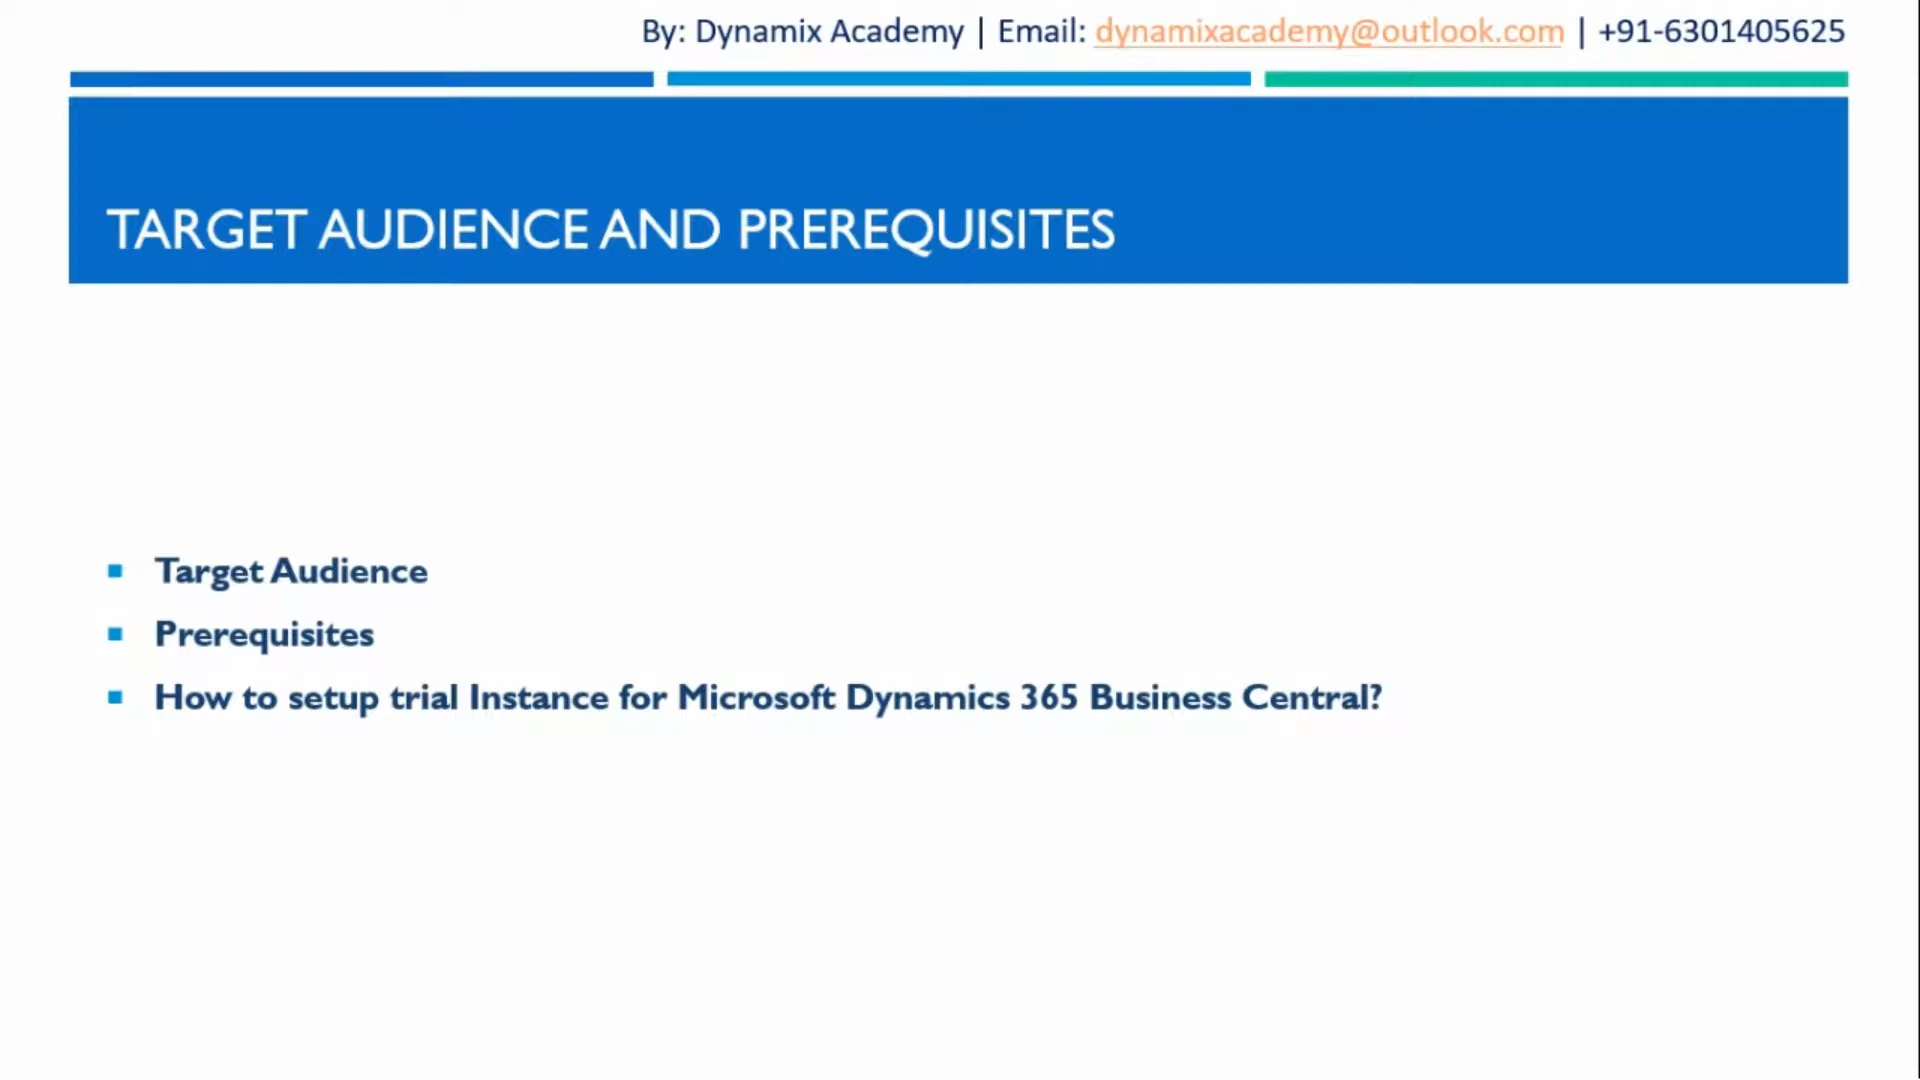 By: Dynamix Academy | Email: dynamixacademy@outlook.com | +91-6301405625
TARGET AUDIENCE AND PREREQUISITES
Target Audience
Prerequisites
How to setup trial Instance for Microsoft Dynamics 365 Business Central?